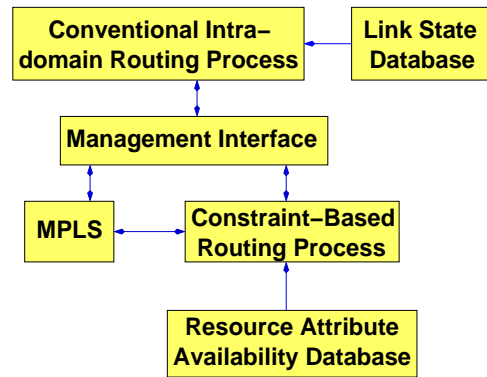 Conventional Intra-
domain Routing Process
Link State
Database
Management Interface
MPLS
Constraint-Based
Routing Process
Resource Attribute
Availability Database